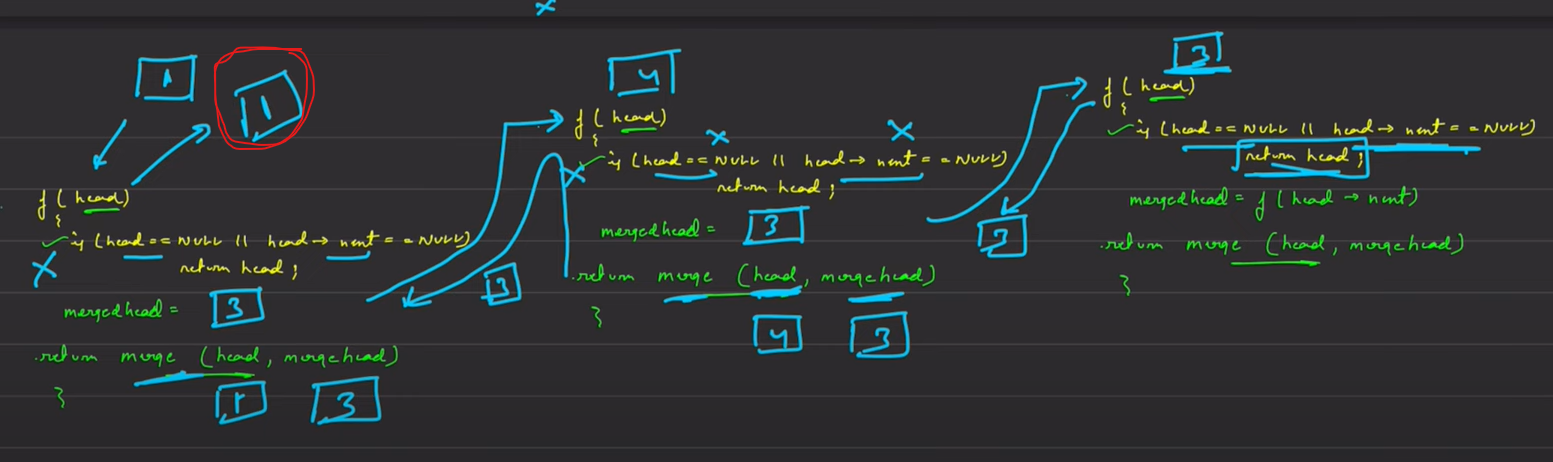 1
1
f (head)
{
if (head == NULL || head → next == NULL)
return head;
mergedhead = 3
return merge (head, mergehead)
1 3
}
3
4
f (head)
{
if (head == NULL || head → next == NULL)
return head;
mergedhead = 3
return merge (head, mergehead)
}
4 3
3
3
f (head)
{
if (head == NULL || head → next == NULL)
return head;
mergedhead = f (head → next)
return merge (head, mergehead)
}